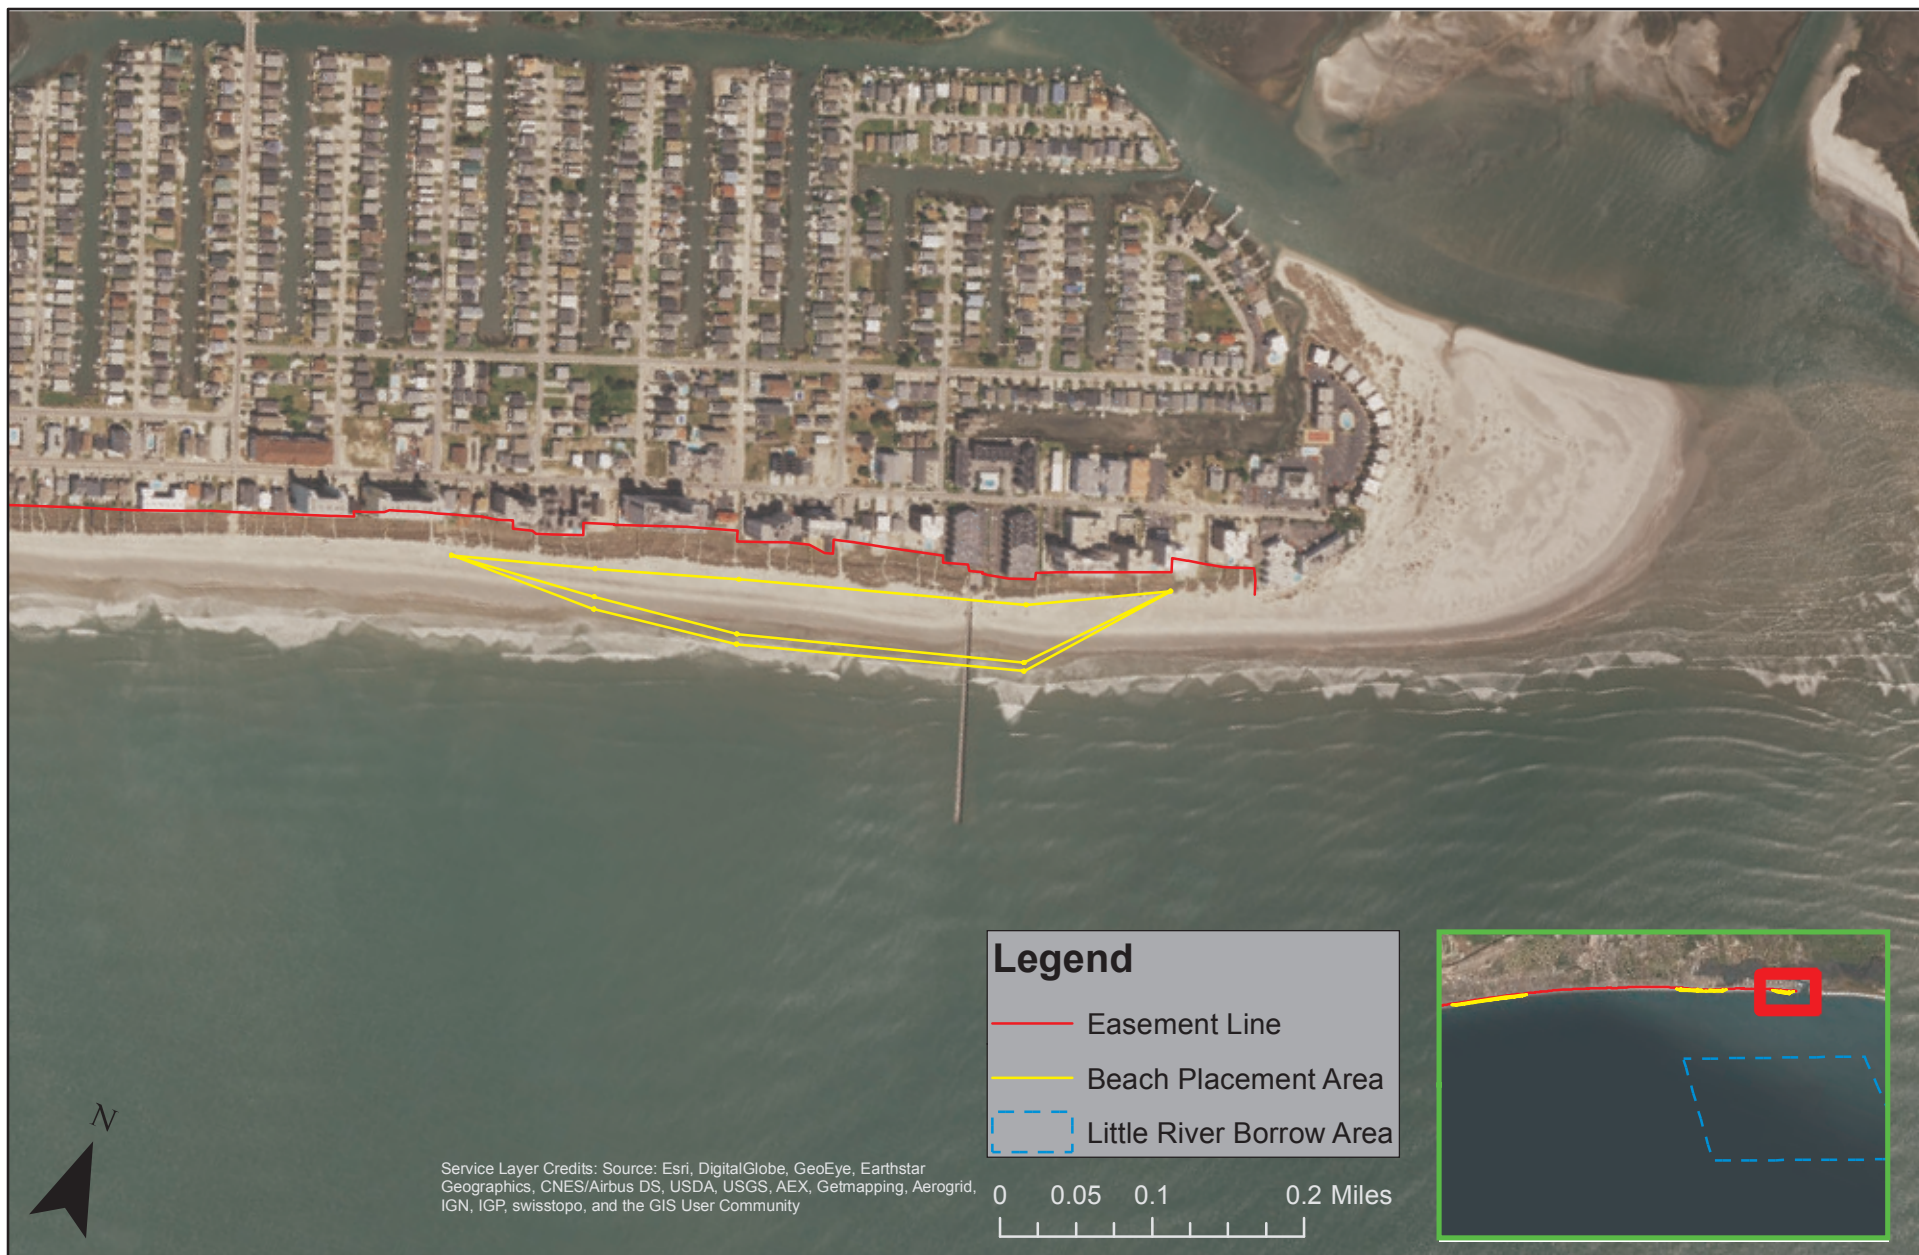 Legend
Easement Line
Beach Placement Area
Little River Borrow Area
N
Service Layer Credits: Source: Esri, DigitalGlobe, GeoEye, Earthstar
Geographics, CNES/Airbus DS, USDA, USGS, AEX, Getmapping, Aerogrid,
IGN, IGP, swisstopo, and the GIS User Community
0 0.05 0.1 0.2 Miles